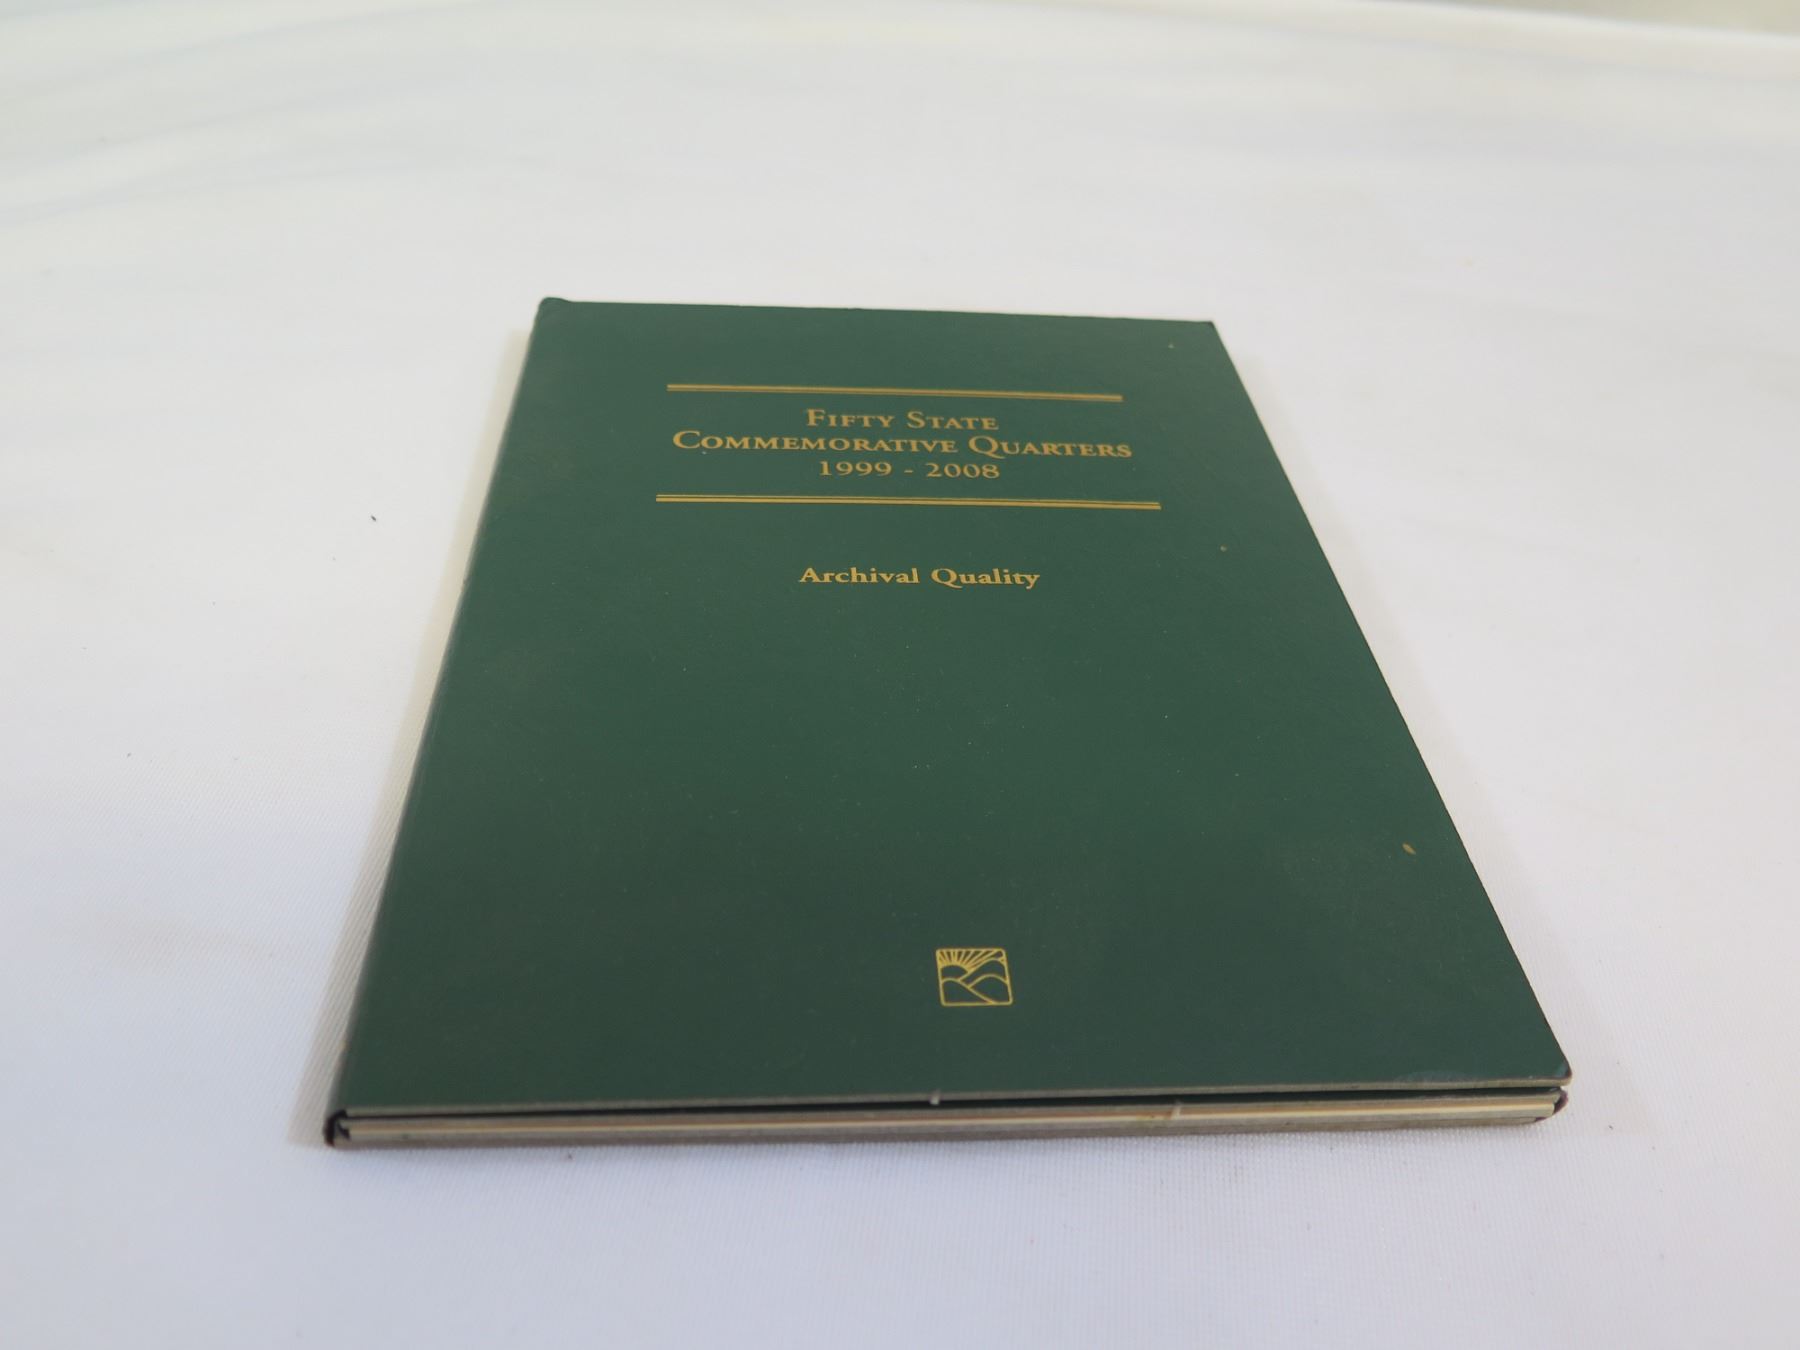 Fifty State
Commemorative Quarters
1999 - 2008
Archival Quality